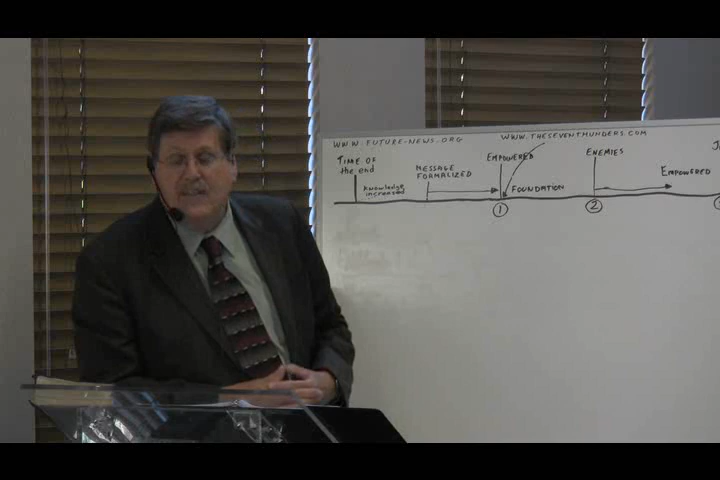 WWW.FUTURE-NEWS.ORG
WWW.THESEVENTHUNDERS.COM
TIME OF
the end
Knowledge
increased
MESSAGE
FORMALIZED
EMPOWERED
FOUNDATION
1
ENEMIES
2
EMPOWERED